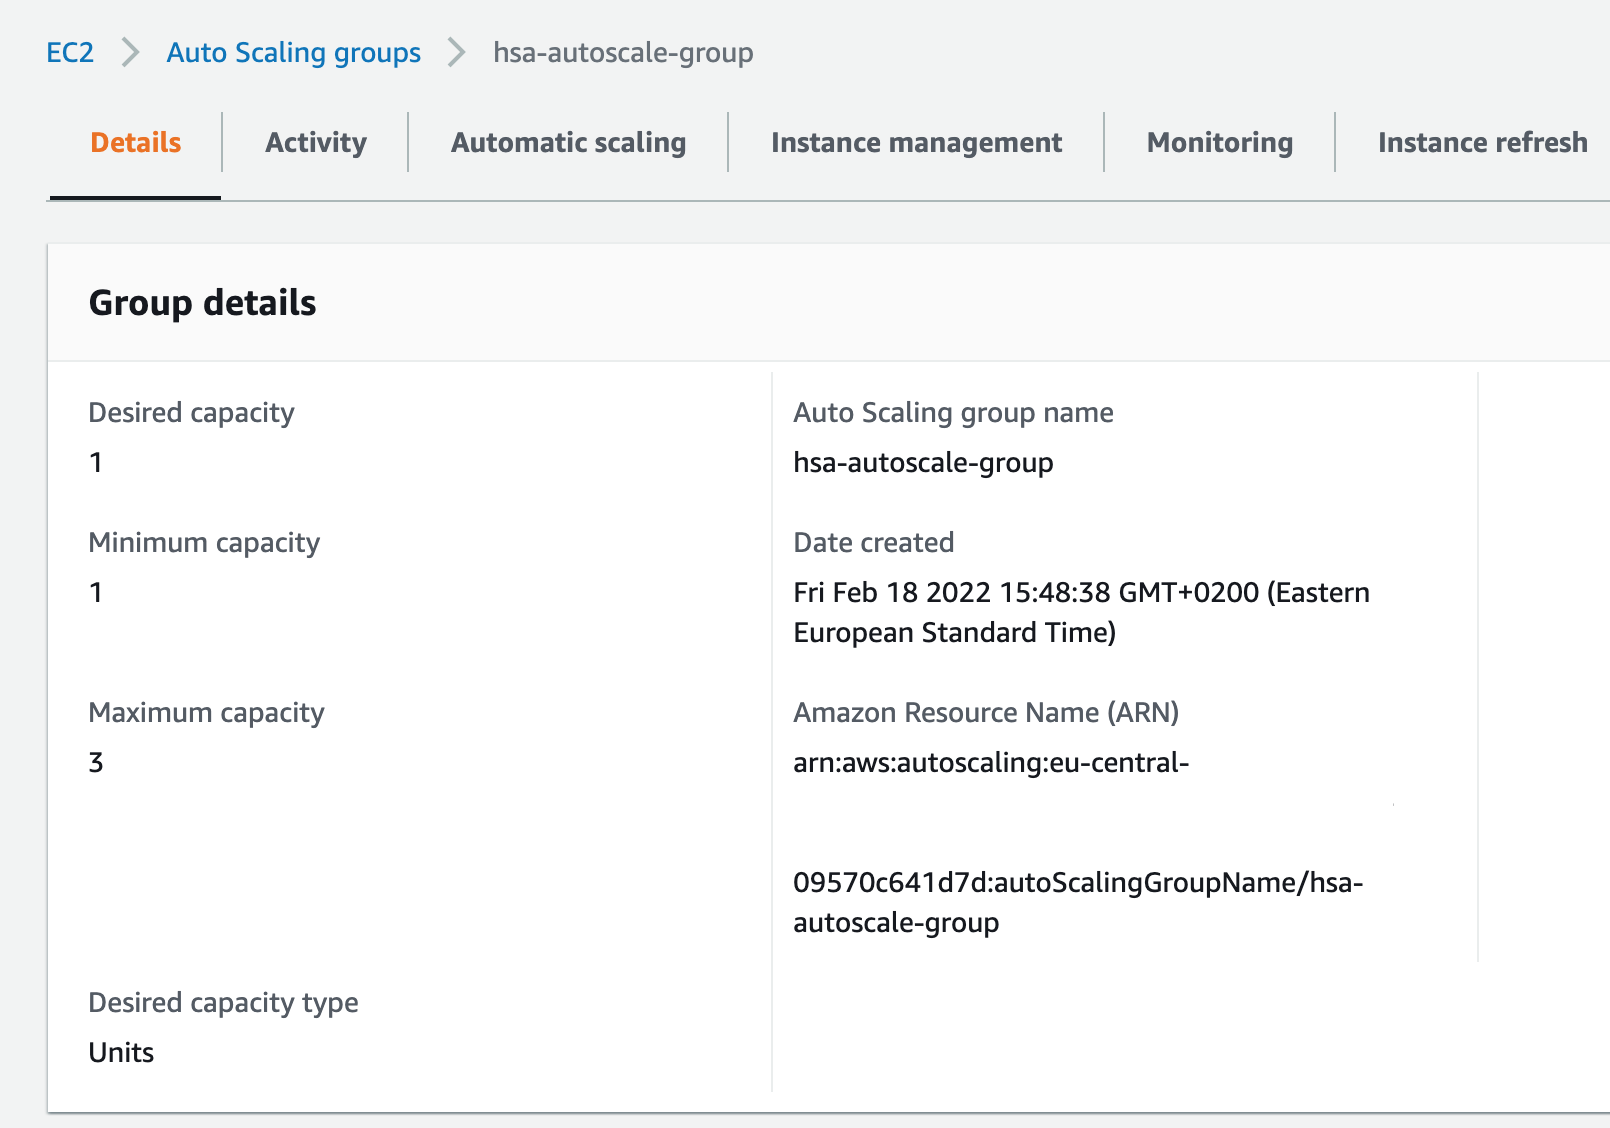 EC2 > Auto Scaling groups > hsa-autoscale-group
Details Activity Automatic scaling Instance management Monitoring Instance refresh
Group details
Desired capacity
1
Minimum capacity
1
Maximum capacity
3
Desired capacity type
Units
Auto Scaling group name
hsa-autoscale-group
Date created
Fri Feb 18 2022 15:48:38 GMT+0200 (Eastern
European Standard Time)
Amazon Resource Name (ARN)
arn:aws:autoscaling:eu-central-
09570c641d7d:autoScalingGroupName/hsa-
autoscale-group